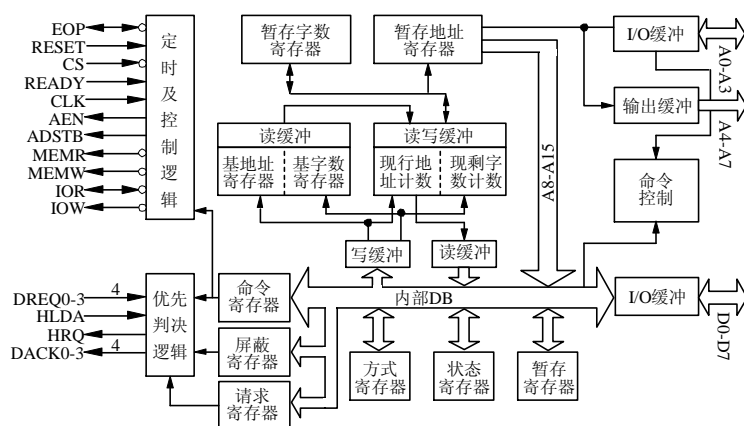 EOP
RESET
CS
READY
CLK
AEN
ADSTB
MEMR
MEMW
IOR
IOW
定时及控制逻辑
暂存字数
寄存器
暂存地址
寄存器
I/O缓冲
A0-A3
输出缓冲
A4-A7
A8-A15
读缓冲
基地址
寄存器
基字数
寄存器
读写缓冲
现行地
址计数
现剩字
数计数
命令
控制
写缓冲
读缓冲
DREQ0-3
4
HLDA
HRQ
DACK0-3
4
优先
判决
逻辑
命令
寄存器
内部DB
I/O缓冲
D0-D7
屏蔽
寄存器
请求
寄存器
方式
寄存器
状态
寄存器
暂存
寄存器